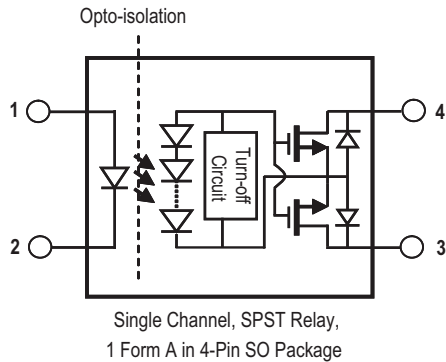 Opto-isolation
1
4
Turn-off
Circuit
2
3
Single Channel, SPST Relay,
1 Form A in 4-Pin SO Package